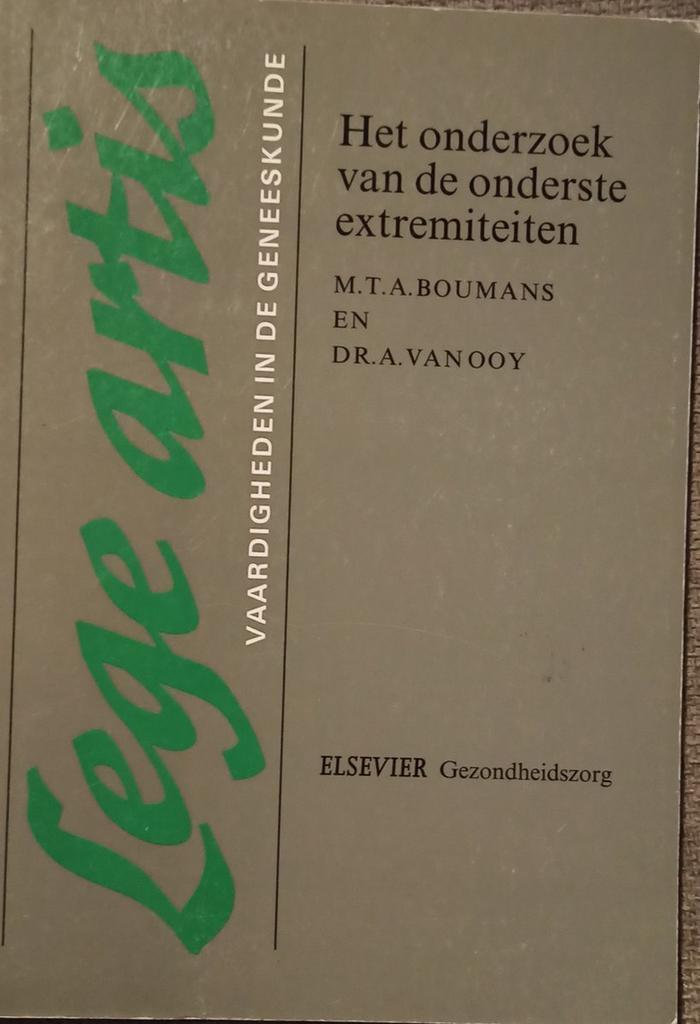 Lege artis
VAARDIGHEDEN IN DE GENEESKUNDE
Het onderzoek
van de onderste
extremiteiten
M.T.A. BOUMANS
EN
DR. A. VAN OOY
ELSEVIER Gezondheidszorg